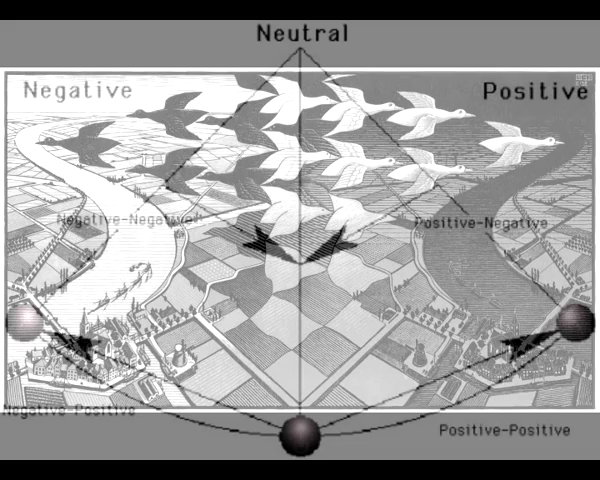 Neutral
Negative
Positive
Negative-Negative
Positive-Negative
Negative-Positive
Positive-Positive